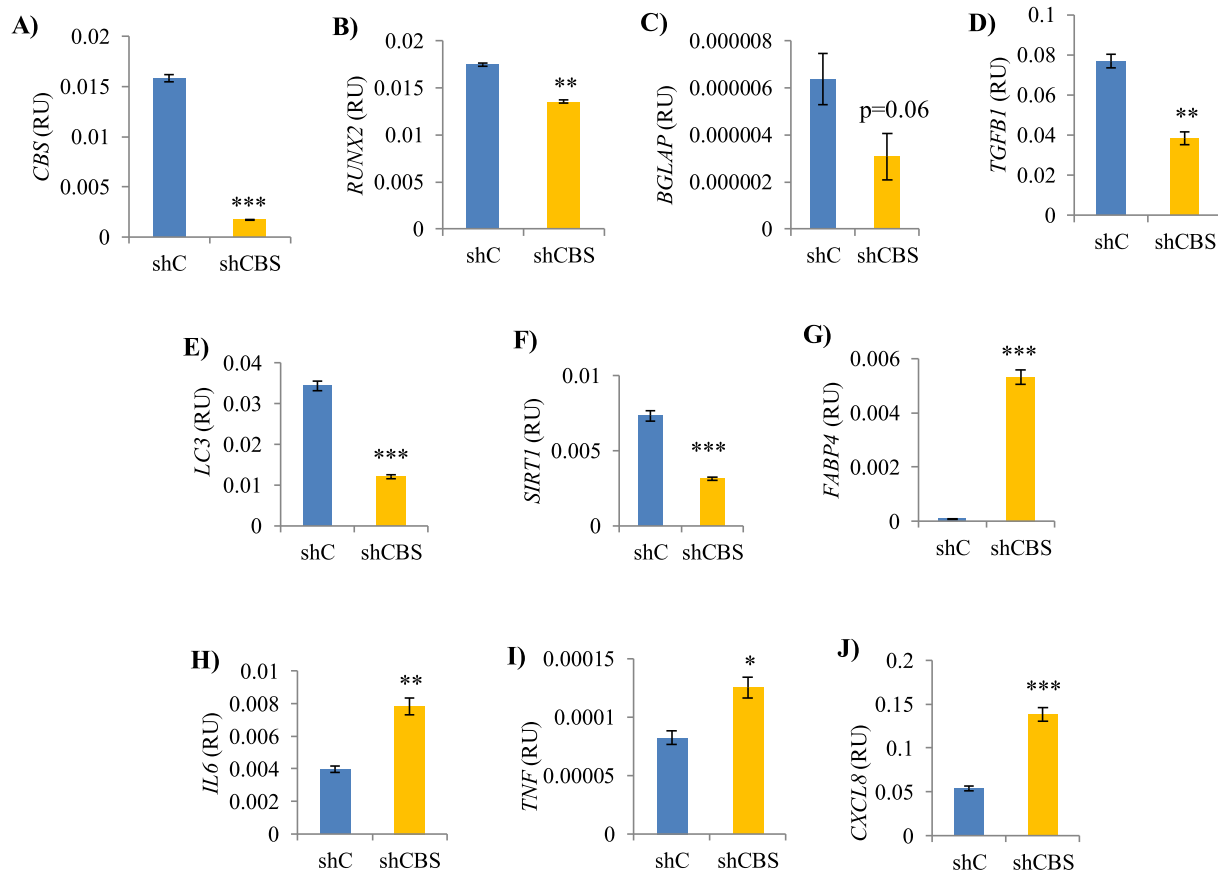 A)
CBS (RU)
0.02
0.015
0.01
0.005
0
***
shC shCBS
B)
RUNX2 (RU)
0.02
0.015
0.01
0.005
0
**
shC shCBS
C)
BGLAP (RU)
0.000008
0.000006
0.000004
0.000002
0
p=0.06
shC shCBS
D)
TGFB1 (RU)
0.1
0.08
0.06
0.04
0.02
0
**
shC shCBS
E)
LC3 (RU)
0.04
0.03
0.02
0.01
0
***
shC shCBS
F)
SIRT1 (RU)
0.01
0.005
0
***
shC shCBS
G)
FABP4 (RU)
0.006
0.004
0.002
0
***
shC shCBS
H)
IL6 (RU)
0.01
0.008
0.006
0.004
0.002
0
**
shC shCBS
I)
TNF (RU)
0.00015
0.0001
0.00005
0
*
shC shCBS
J)
CXCL8 (RU)
0.2
0.15
0.1
0.05
0
***
shC shCBS